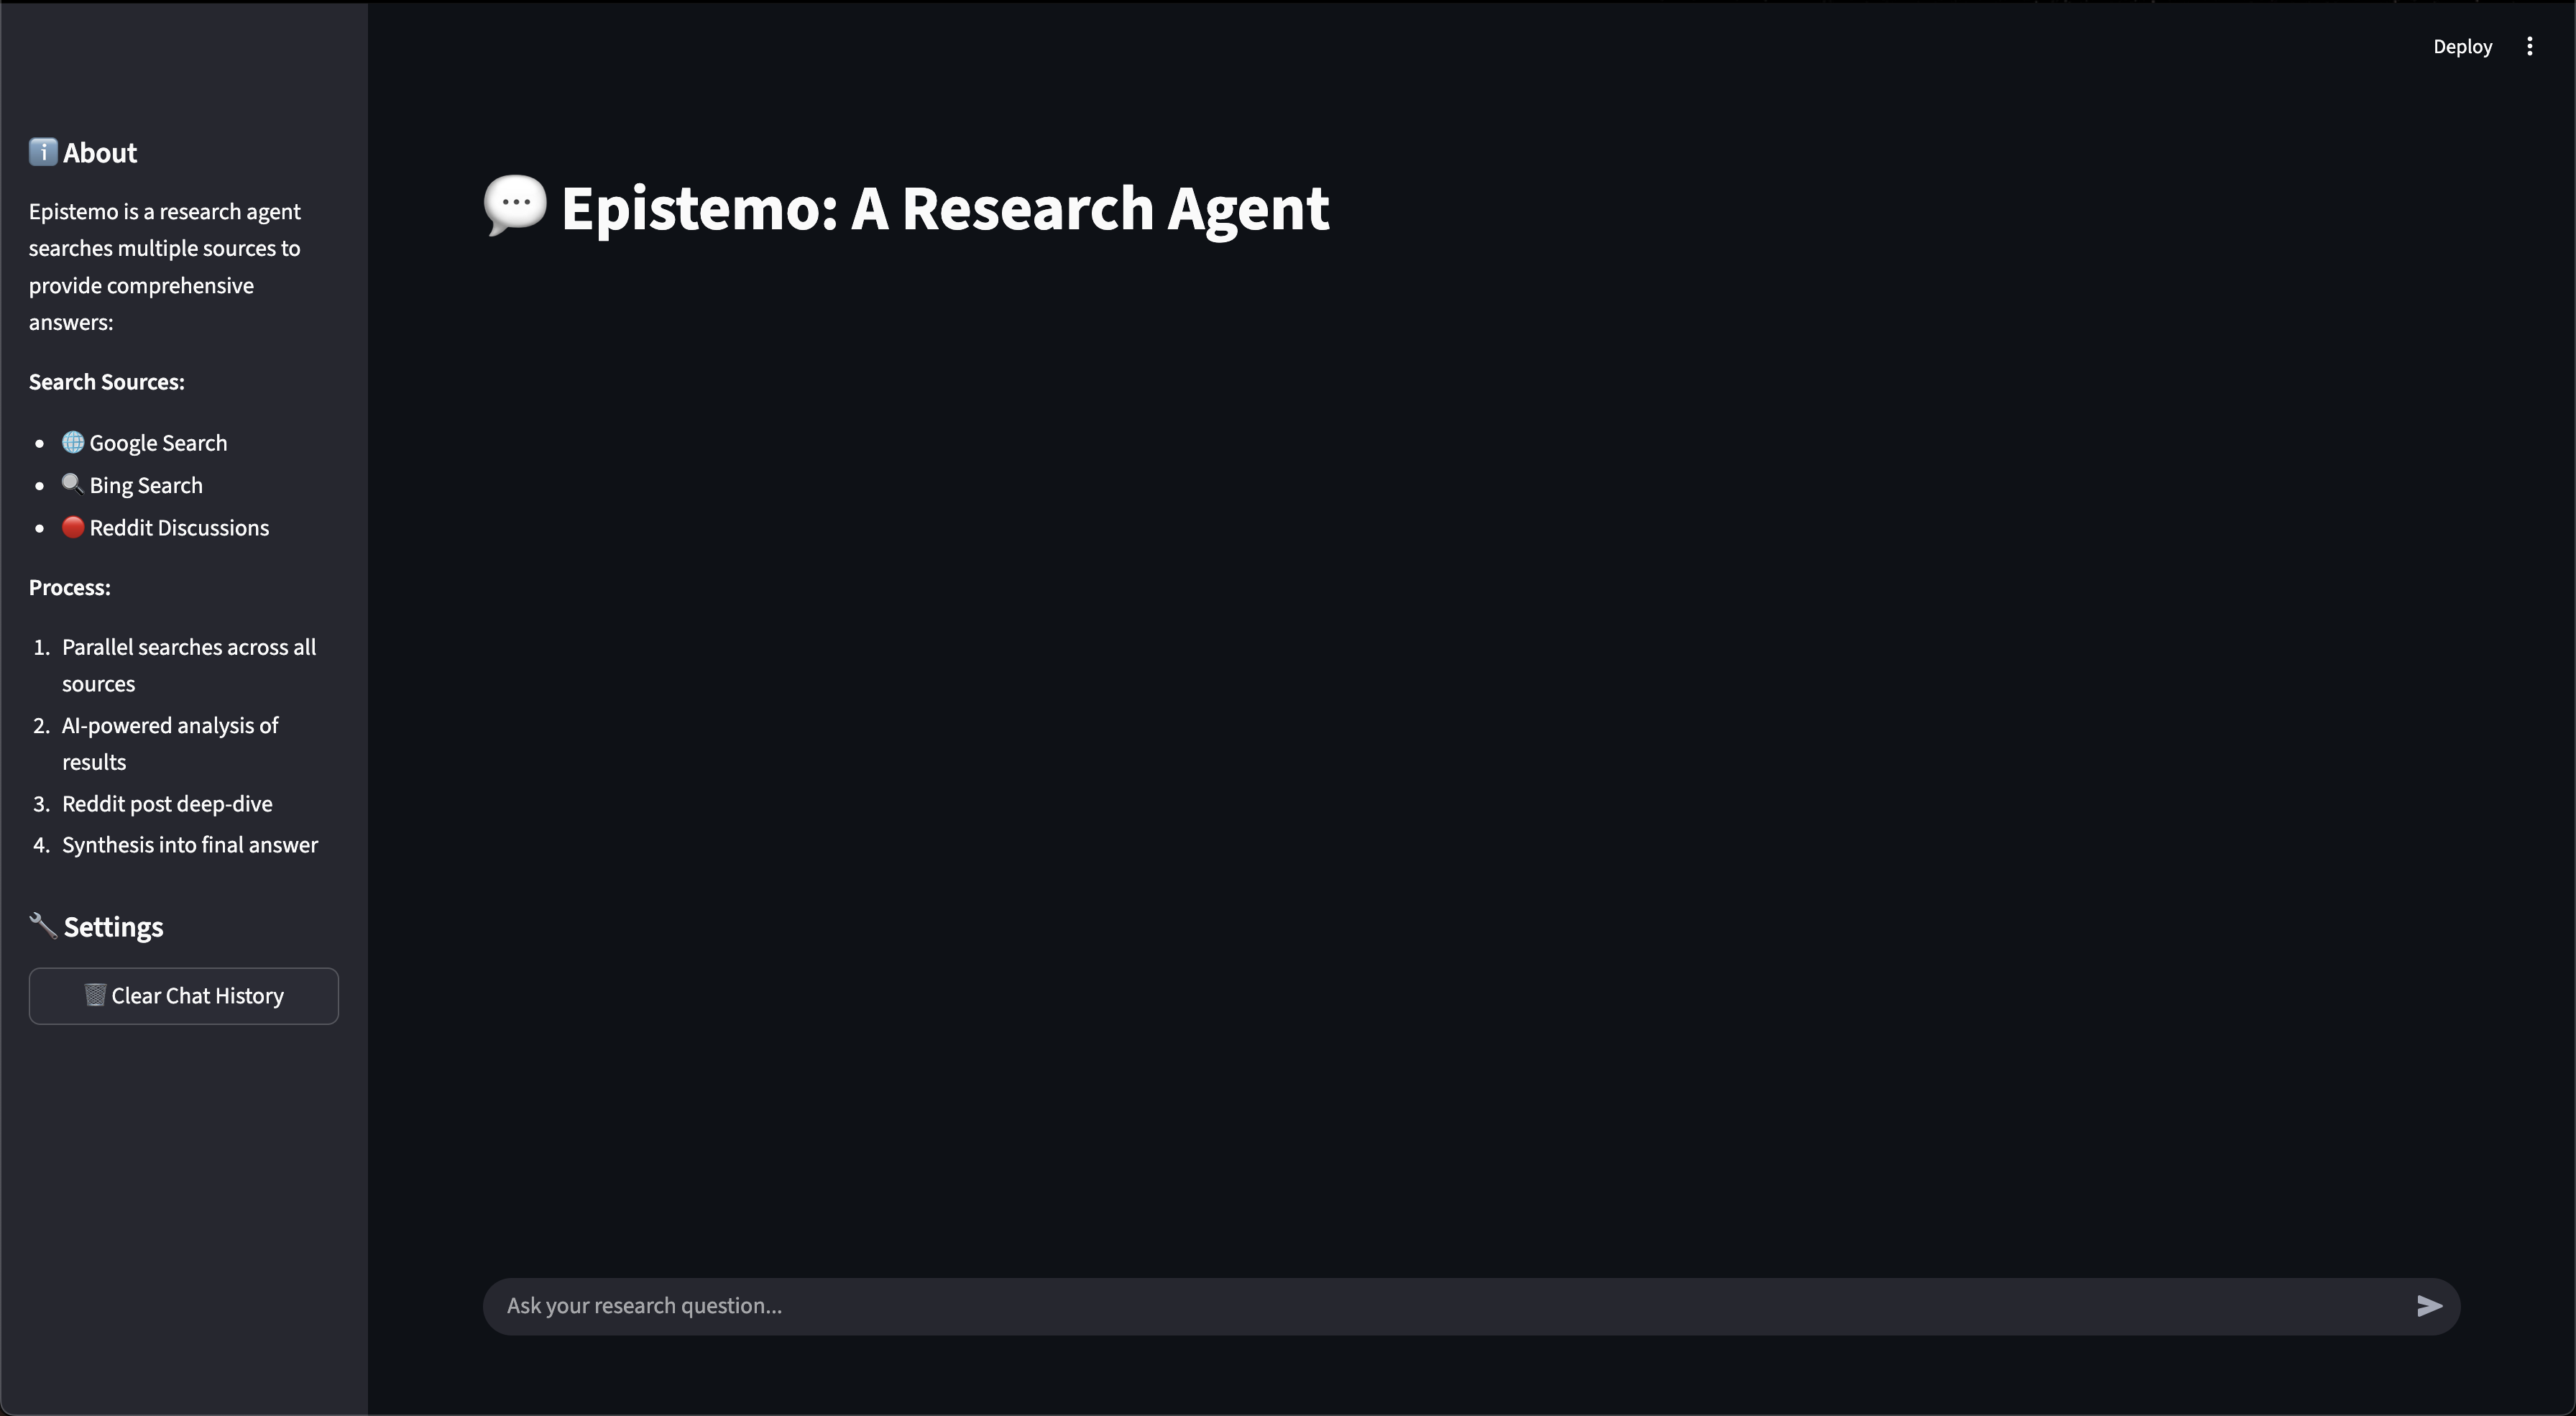 Deploy
ℹ️ About
Epistemo is a research agent
searches multiple sources to
provide comprehensive
answers:
Search Sources:
• 🌐 Google Search
• 🔍 Bing Search
• 🔴 Reddit Discussions
Process:
1. Parallel searches across all
sources
2. AI-powered analysis of
results
3. Reddit post deep-dive
4. Synthesis into final answer
🔧 Settings
🗑️ Clear Chat History
💬 Epistemo: A Research Agent
Ask your research question...